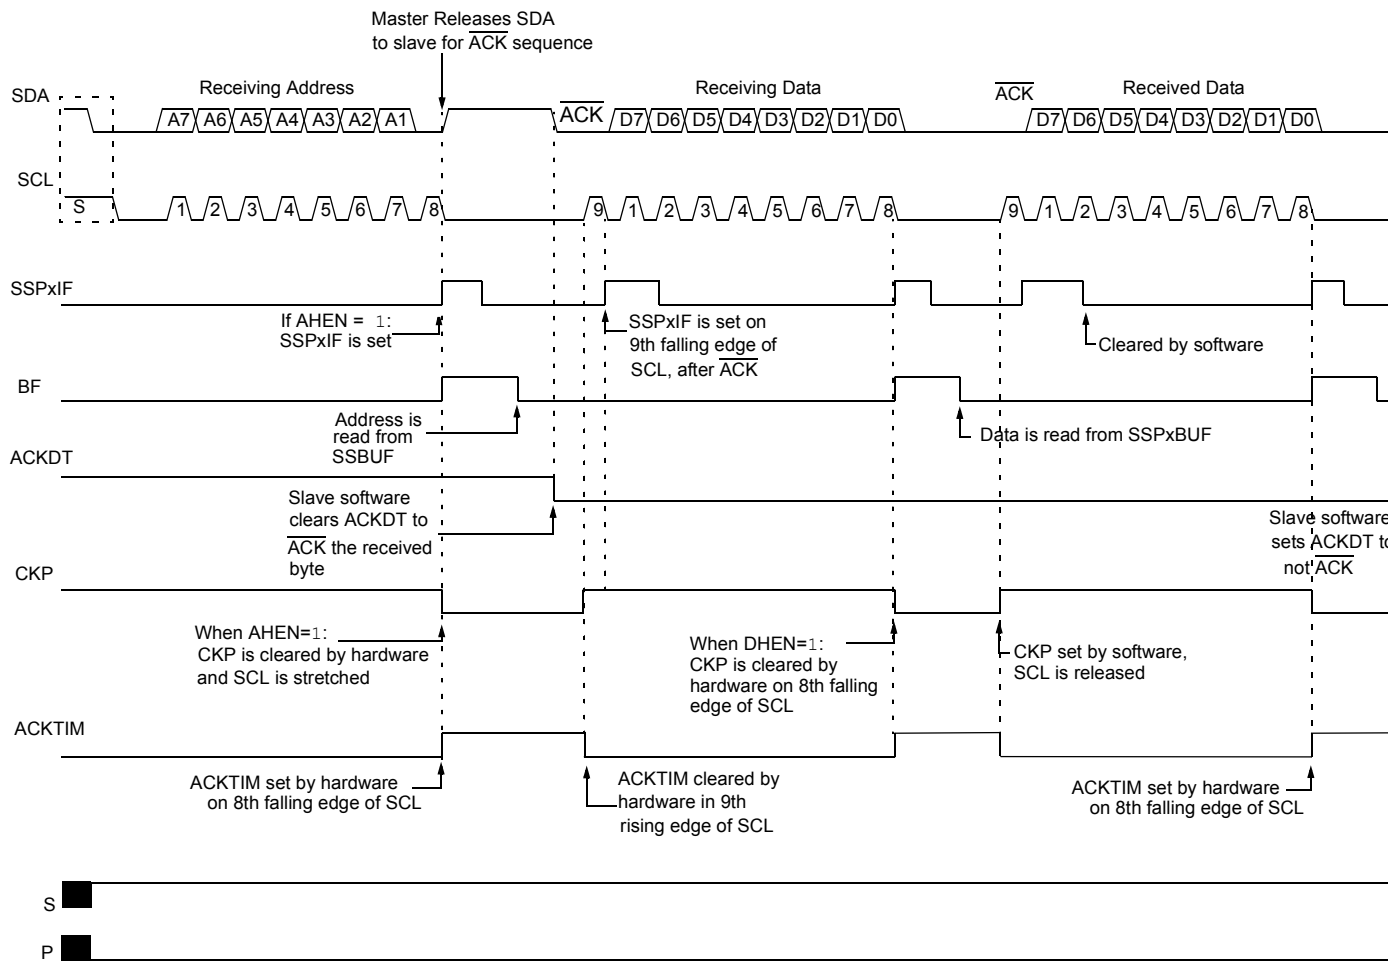 Master Releases SDA
to slave for ACK sequence
SDA
Receiving Address
ACK
Receiving Data
ACK
Received Data
A7 A6 A5 A4 A3 A2 A1
D7 D6 D5 D4 D3 D2 D1 D0
D7 D6 D5 D4 D3 D2 D1 D0
SCL
S
1 2 3 4 5 6 7 8
9 1 2 3 4 5 6 7 8
9 1 2 3 4 5 6 7 8
SSPxIF
If AHEN = 1:
SSPxIF is set
SSPxIF is set on
9th falling edge of
SCL, after ACK
Cleared by software
BF
Address is
read from
SSBUF
Data is read from SSPxBUF
ACKDT
Slave software
clears ACKDT to
ACK the received
byte
Slave software
sets ACKDT to
not ACK
CKP
When AHEN=1:
CKP is cleared by hardware
and SCL is stretched
When DHEN=1:
CKP is cleared by
hardware on 8th falling
edge of SCL
CKP set by software,
SCL is released
ACKTIM
ACKTIM set by hardware
on 8th falling edge of SCL
ACKTIM cleared by
hardware in 9th
rising edge of SCL
ACKTIM set by hardware
on 8th falling edge of SCL
S
P